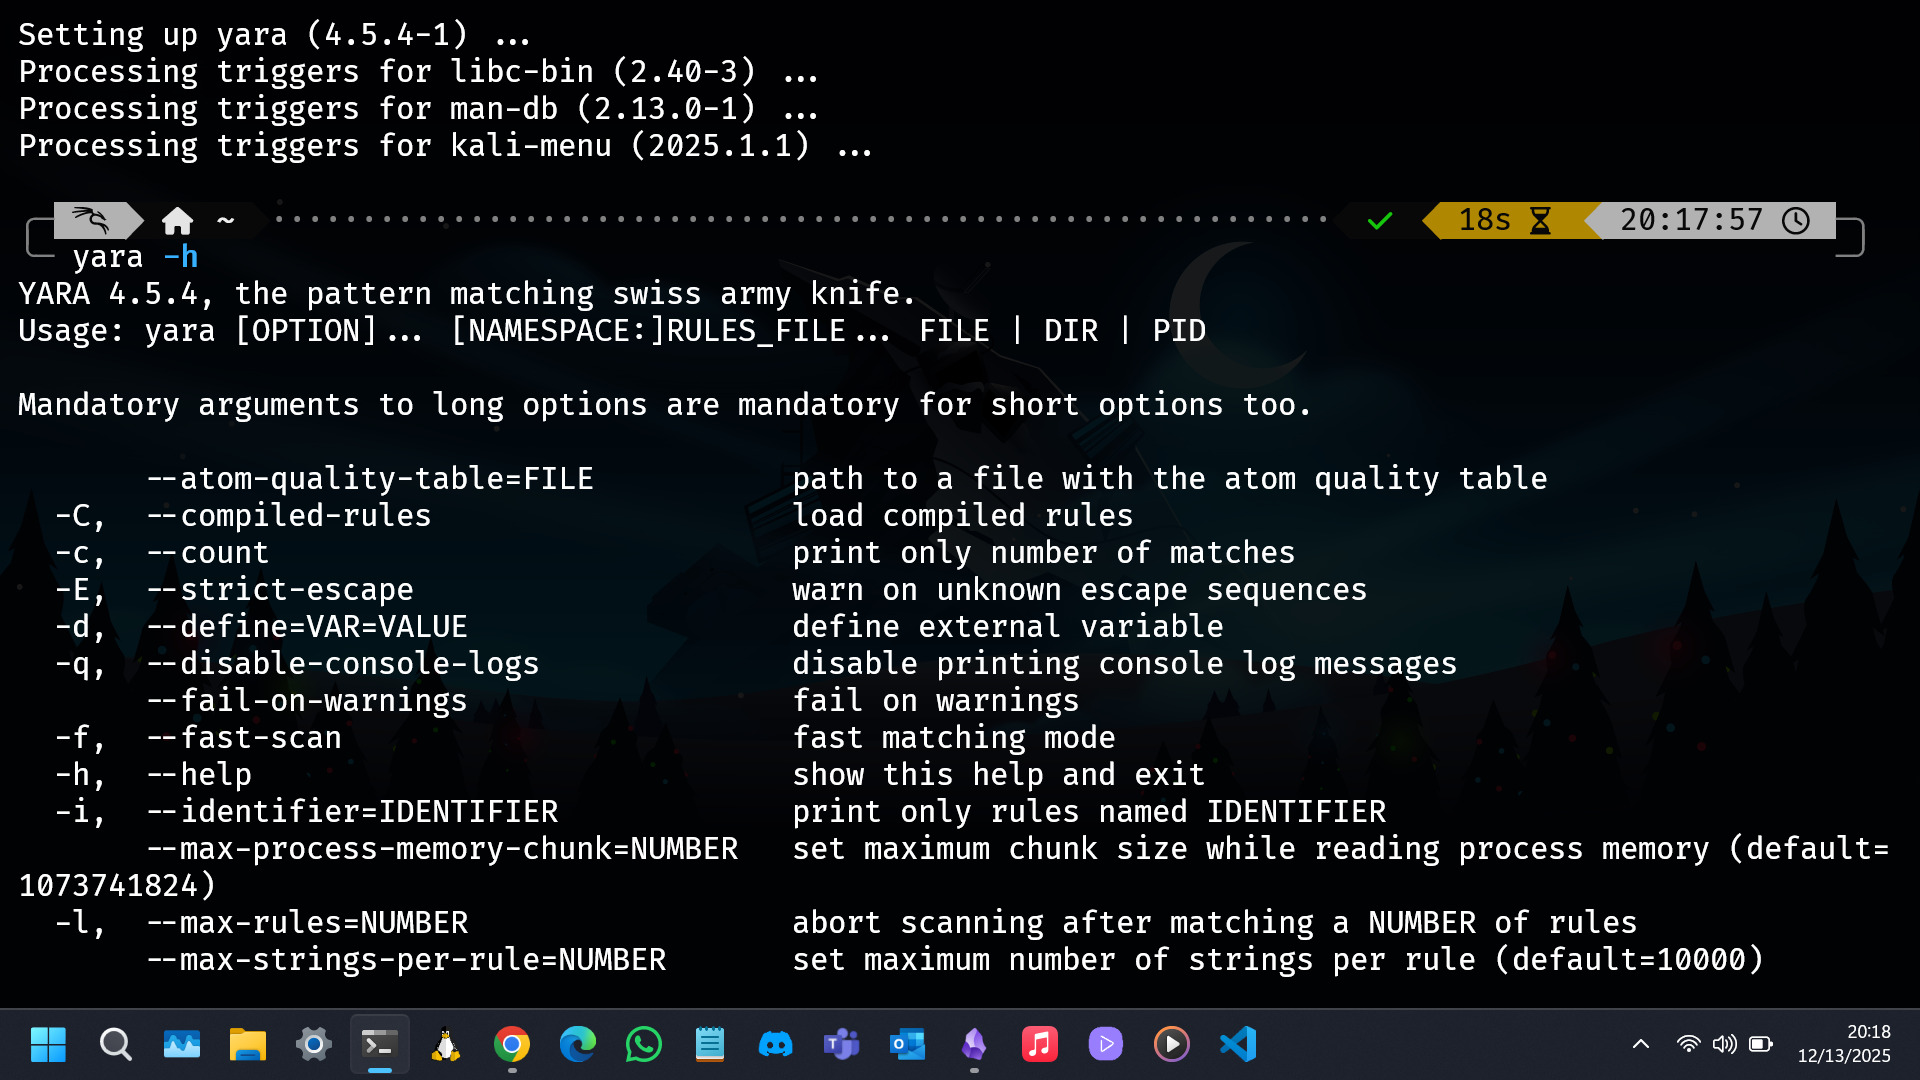 Setting up yara (4.5.4-1) ...
Processing triggers for libc-bin (2.40-3) ...
Processing triggers for man-db (2.13.0-1) ...
Processing triggers for kali-menu (2025.1.1) ...
~ 18s 20:17:57
yara -h
YARA 4.5.4, the pattern matching swiss army knife.
Usage: yara [OPTION]... [NAMESPACE:]RULES_FILE... FILE | DIR | PID
Mandatory arguments to long options are mandatory for short options too.
--atom-quality-table=FILE path to a file with the atom quality table
-C, --compiled-rules load compiled rules
-c, --count print only number of matches
-E, --strict-escape warn on unknown escape sequences
-d, --define=VAR=VALUE define external variable
-q, --disable-console-logs disable printing console log messages
--fail-on-warnings fail on warnings
-f, --fast-scan fast matching mode
-h, --help show this help and exit
-i, --identifier=IDENTIFIER print only rules named IDENTIFIER
--max-process-memory-chunk=NUMBER set maximum chunk size while reading process memory (default=
1073741824)
-l, --max-rules=NUMBER abort scanning after matching a NUMBER of rules
--max-strings-per-rule=NUMBER set maximum number of strings per rule (default=10000)
20:18
12/13/2025